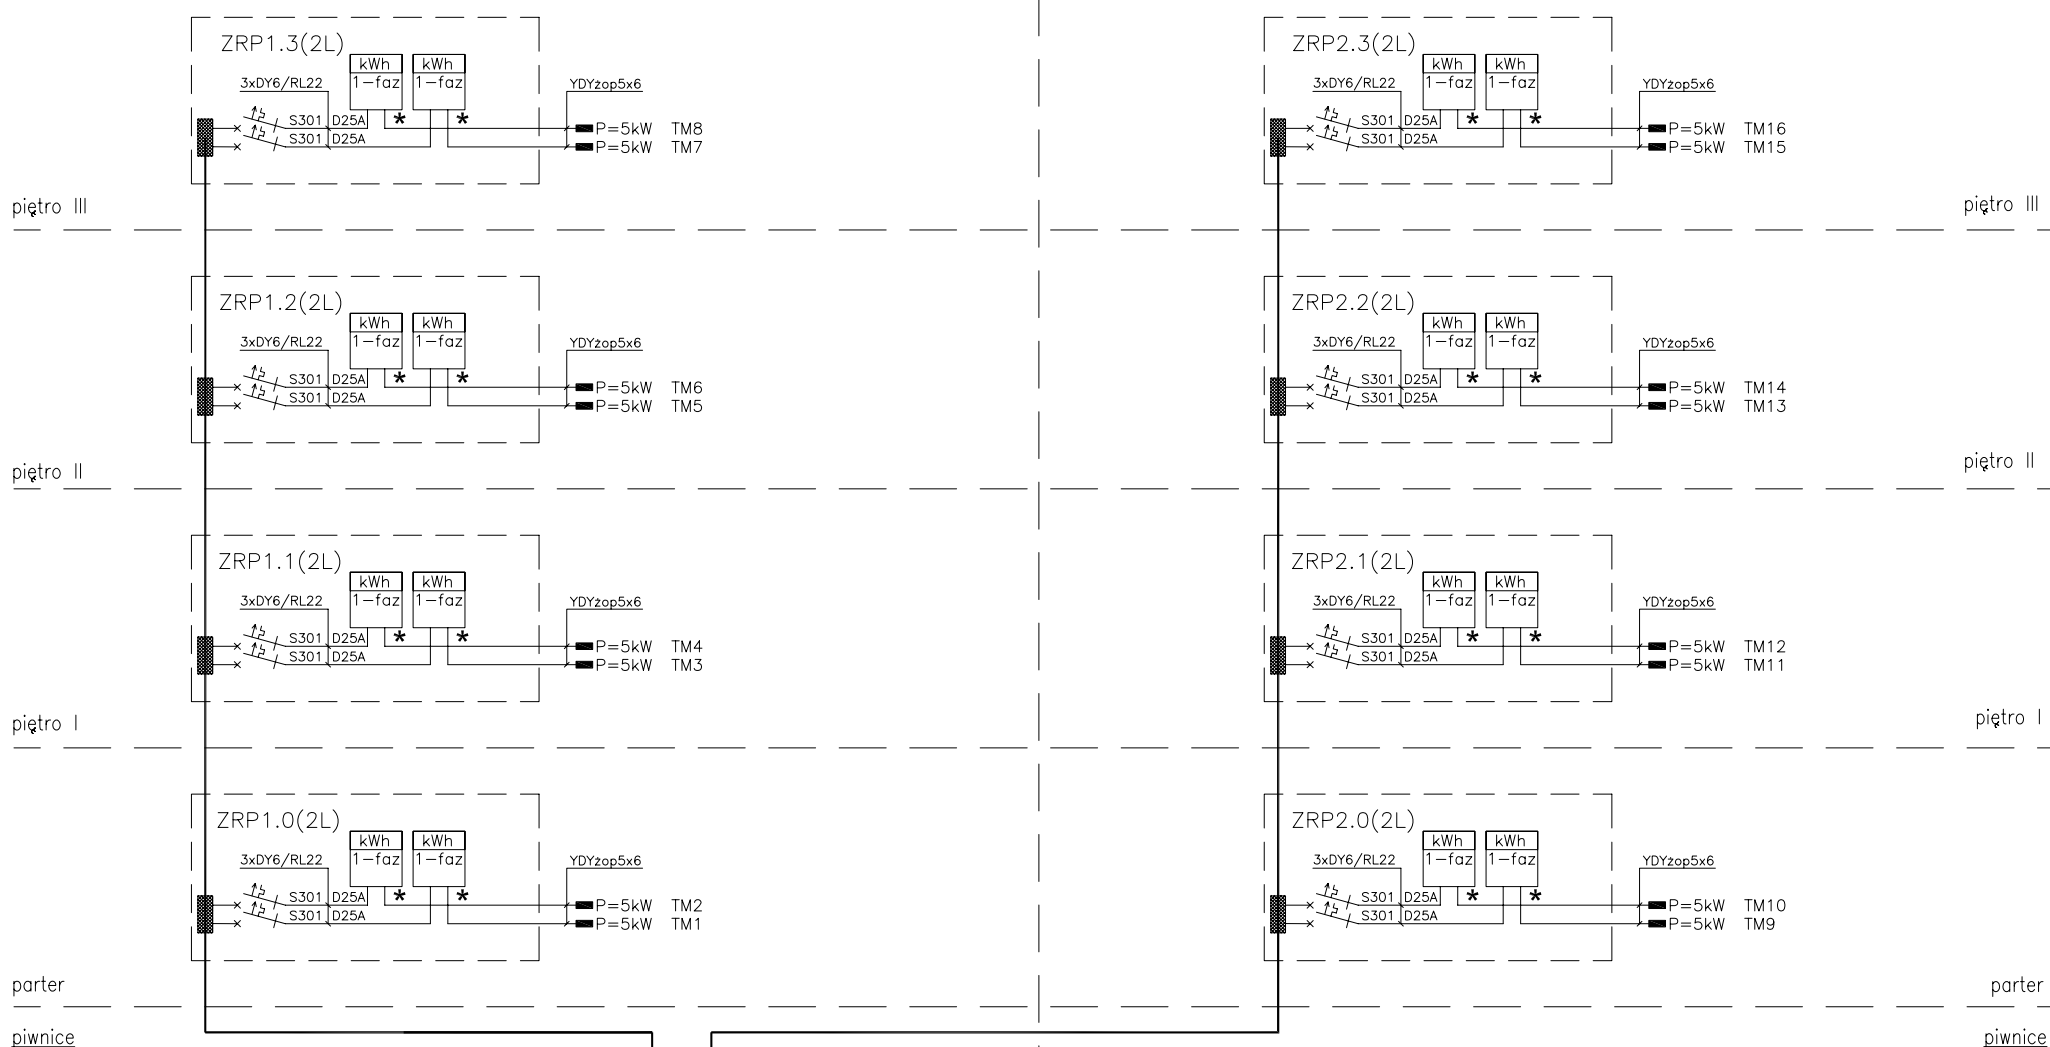 ZRP1.3(2L)
kWh kWh
1-faz 1-faz
3xDY6/RL22
YDYżop5x6
S301 D25A * *
S301 D25A
P=5kW TM8
P=5kW TM7
piętro III
ZRP2.3(2L)
kWh kWh
1-faz 1-faz
3xDY6/RL22
YDYżop5x6
S301 D25A * *
S301 D25A
P=5kW TM16
P=5kW TM15
piętro III
ZRP1.2(2L)
kWh kWh
1-faz 1-faz
3xDY6/RL22
YDYżop5x6
S301 D25A * *
S301 D25A
P=5kW TM6
P=5kW TM5
piętro II
ZRP2.2(2L)
kWh kWh
1-faz 1-faz
3xDY6/RL22
YDYżop5x6
S301 D25A * *
S301 D25A
P=5kW TM14
P=5kW TM13
piętro II
ZRP1.1(2L)
kWh kWh
1-faz 1-faz
3xDY6/RL22
YDYżop5x6
S301 D25A * *
S301 D25A
P=5kW TM4
P=5kW TM3
piętro I
ZRP2.1(2L)
kWh kWh
1-faz 1-faz
3xDY6/RL22
YDYżop5x6
S301 D25A * *
S301 D25A
P=5kW TM12
P=5kW TM11
piętro I
ZRP1.0(2L)
kWh kWh
1-faz 1-faz
3xDY6/RL22
YDYżop5x6
S301 D25A * *
S301 D25A
P=5kW TM2
P=5kW TM1
parter
ZRP2.0(2L)
kWh kWh
1-faz 1-faz
3xDY6/RL22
YDYżop5x6
S301 D25A * *
S301 D25A
P=5kW TM10
P=5kW TM9
parter
piwnice
piwnice